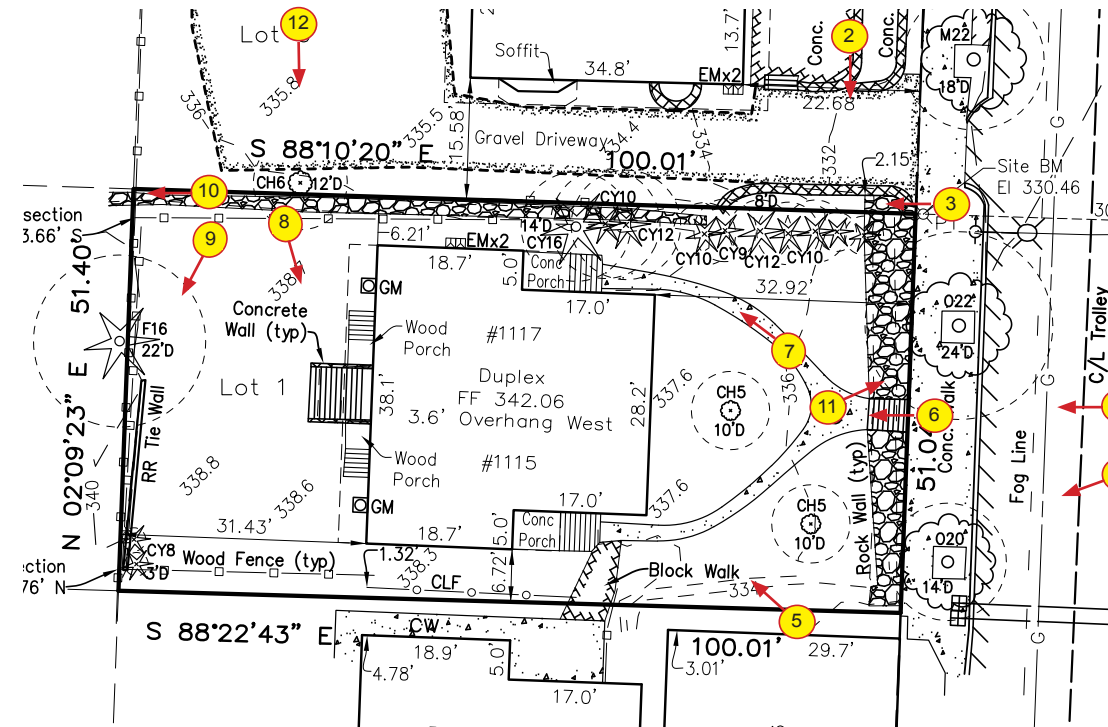 12
Lot
335.8
336
335.5
Soffit
34.8'
EMx2
13.7'
Conc.
2
Conc.
22.68
M22
18'D
G
Gravel Driveway
334.4
334
332
15.58
S 88°10'20" E
100.01'
2.15'
Site BM
El 330.46
CH6
12'D
10
3
section
3.66' S
9
8
6.21'
14'D
CY16
CY10
CY12
8'D
CY10
CY9
CY12
CY10
30
EMx2
18.7'
5.0'
Conc
Porch
17.0'
32.92'
338.7
GM
Concrete
Wall (typ)
Wood
Porch
#1117
7
336
O22
24'D
C/L Trolley
F16
22'D
51.40'
N 02°09'23" E
Lot 1
RR Tie Wall
38.1'
Duplex
FF 342.06
3.6' Overhang West
28.2'
337.6
CH5
10'D
11
6
G
51.04'
Conc. Walk
Fog Line
Wood
Porch
#1115
GM
338.8
338.6
340
31.43'
18.7'
17.0'
5.0'
Conc
Porch
337.6
CH5
10'D
Rock Wall (typ)
O20
14'D
CY8
3'D
Wood Fence (typ)
1.32'
338.3
CLF
6.72'
Block Walk
334
5
ection
76' N
S 88°22'43" E
CW
18.9'
4.78'
5.0'
17.0'
100.01'
3.01'
29.7'
G